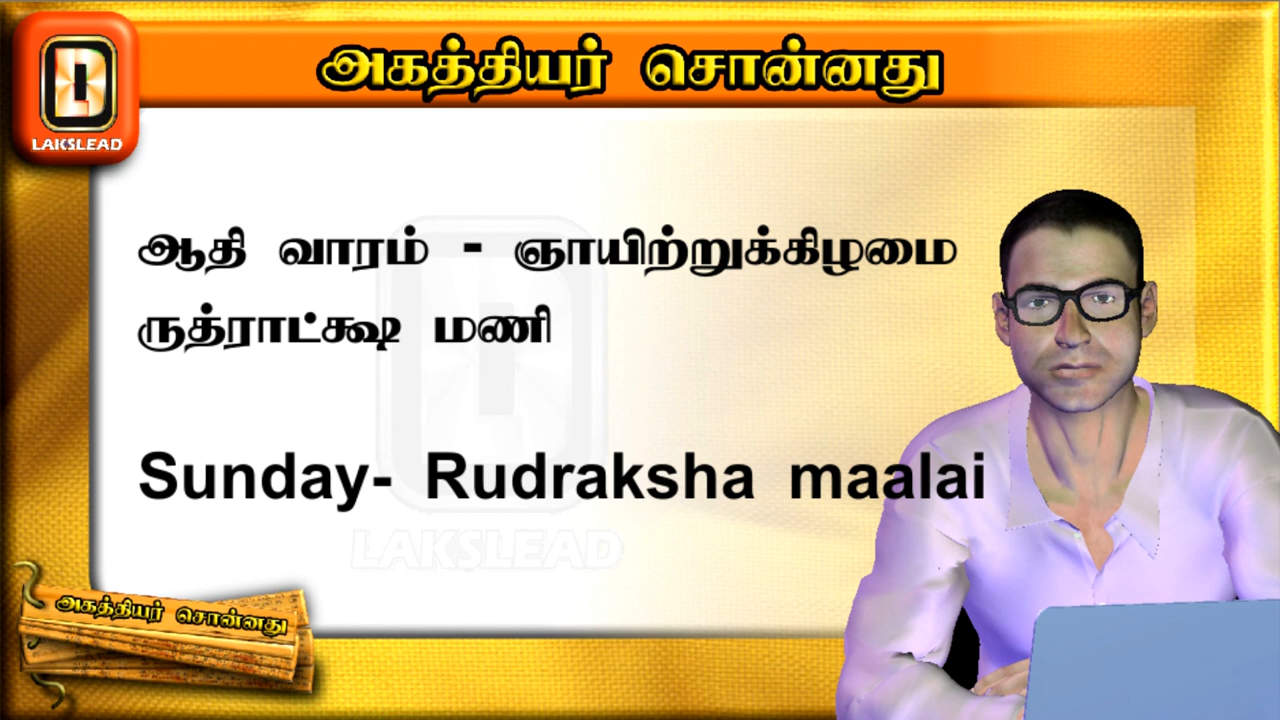 அகத்தியர் சொன்னது
LAKSLEAD
ஆதி வாரம் - ஞாயிற்றுக்கிழமை
ருத்ராட்க்ஷ மணி
Sunday- Rudraksha maalai
LAKSLEAD
அகத்தியர் சொன்னது